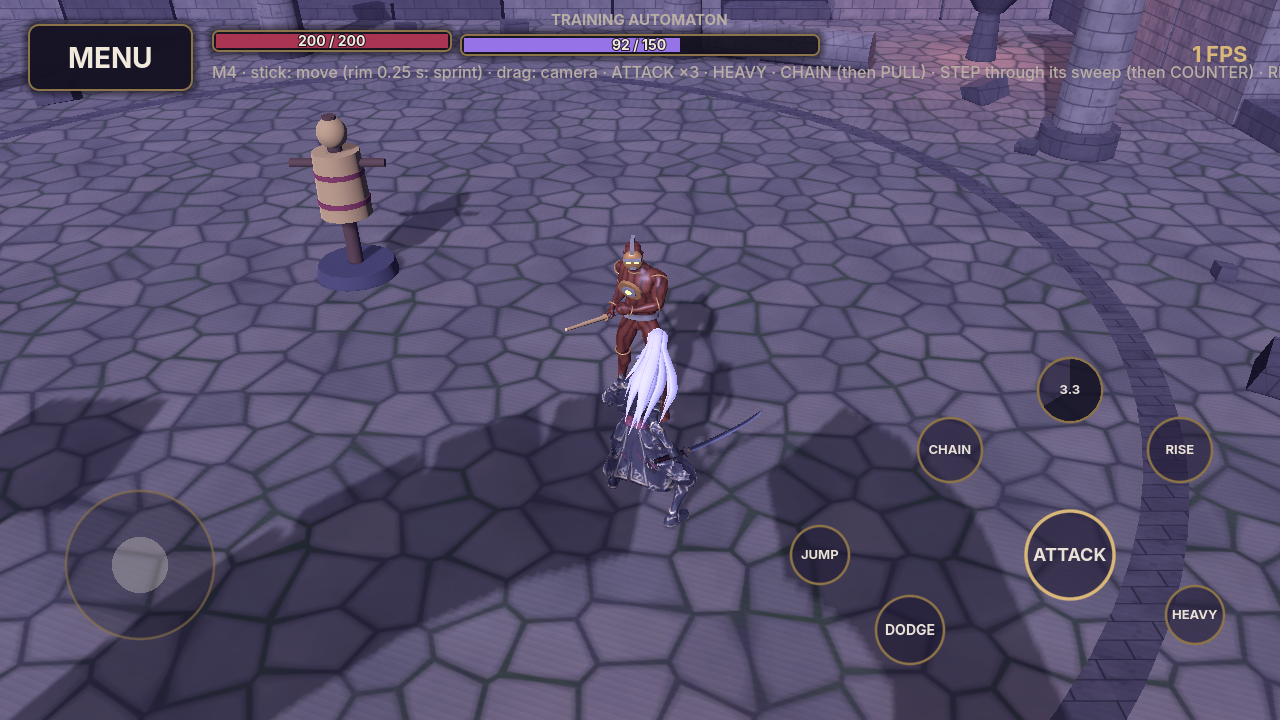 TRAINING AUTOMATON
MENU
200 / 200
92 / 150
1 FPS
M4 · stick: move (rim 0.25 s: sprint) · drag: camera · ATTACK ×3 · HEAVY · CHAIN (then PULL) · STEP through its sweep (then COUNTER) ·
3.3
CHAIN
RISE
JUMP
ATTACK
DODGE
HEAVY